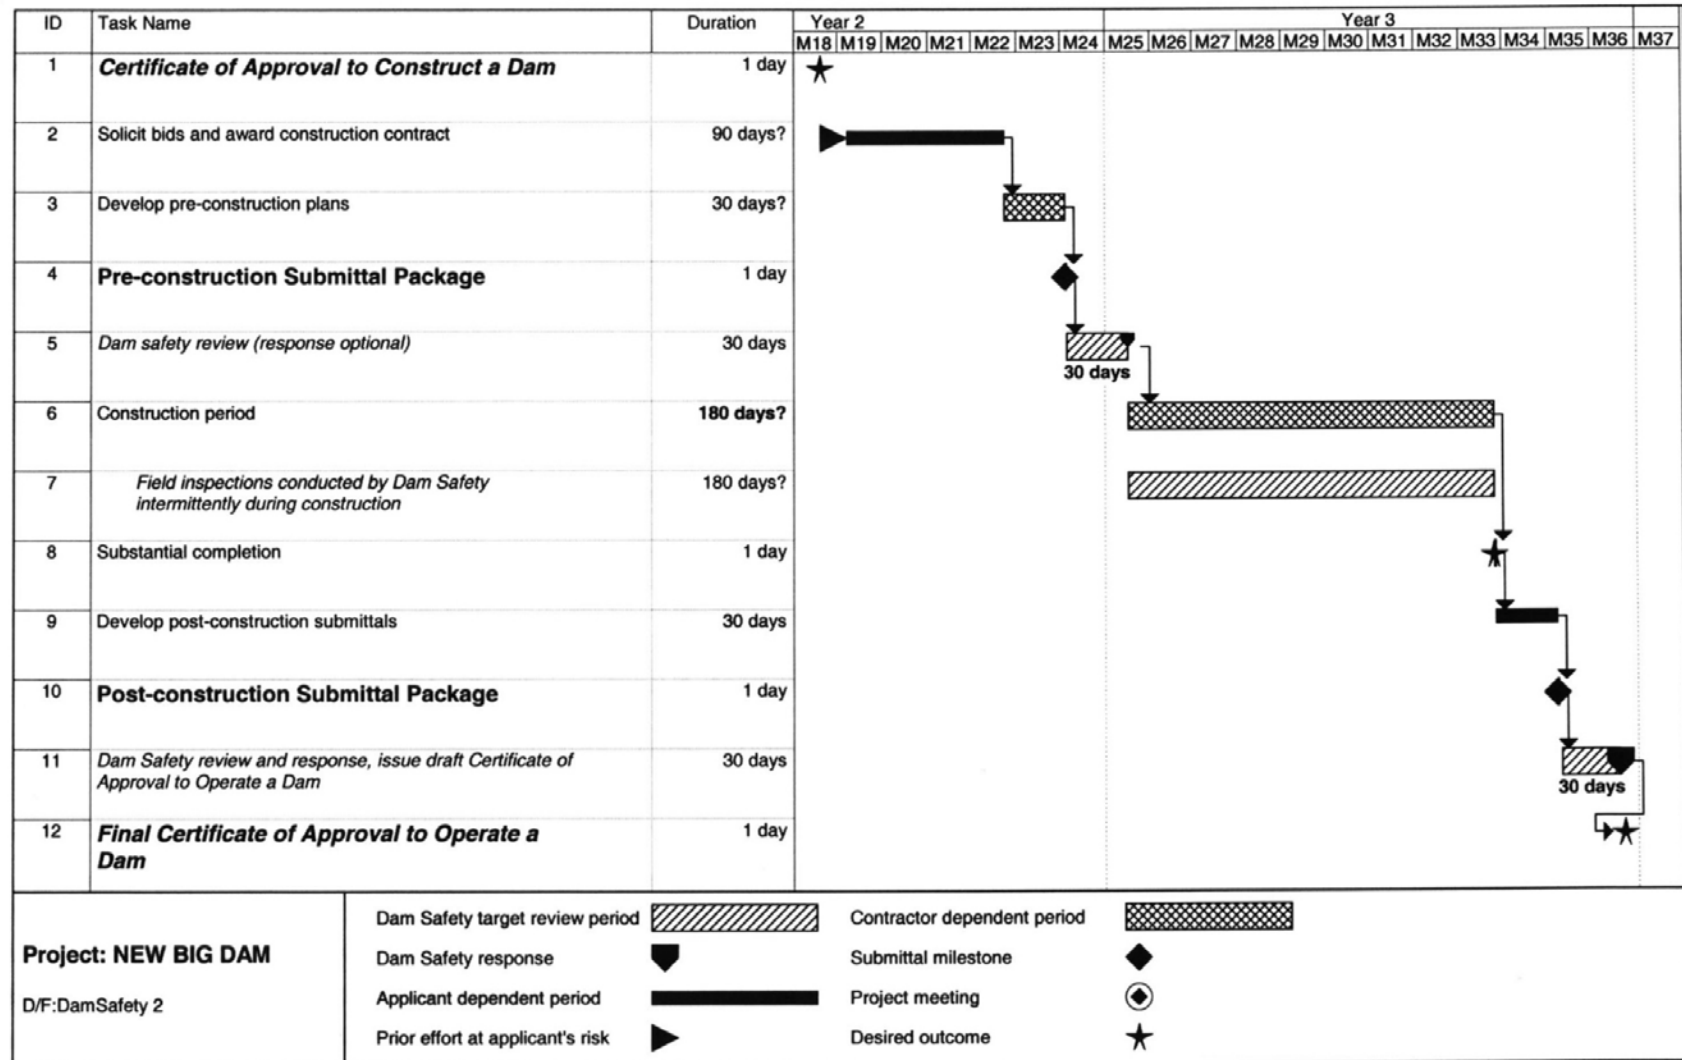 ID Task Name Duration Year 2 Year 3
M18 M19 M20 M21 M22 M23 M24 M25 M26 M27 M28 M29 M30 M31 M32 M33 M34 M35 M36 M37
1 Certificate of Approval to Construct a Dam 1 day
2 Solicit bids and award construction contract 90 days?
3 Develop pre-construction plans 30 days?
4 Pre-construction Submittal Package 1 day
5 Dam safety review (response optional) 30 days
30 days
6 Construction period 180 days?
7 Field inspections conducted by Dam Safety 180 days?
intermittently during construction
8 Substantial completion 1 day
9 Develop post-construction submittals 30 days
10 Post-construction Submittal Package 1 day
11 Dam Safety review and response, issue draft Certificate of 30 days
Approval to Operate a Dam
30 days
12 Final Certificate of Approval to Operate a 1 day
Dam
Project: NEW BIG DAM
D/F:DamSafety 2
Dam Safety target review period
Dam Safety response
Applicant dependent period
Prior effort at applicant's risk
Contractor dependent period
Submittal milestone
Project meeting
Desired outcome